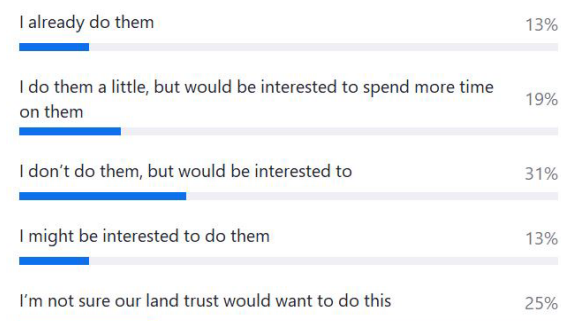 I already do them 13%
I do them a little, but would be interested to spend more time
on them 19%
I don’t do them, but would be interested to 31%
I might be interested to do them 13%
I’m not sure our land trust would want to do this 25%